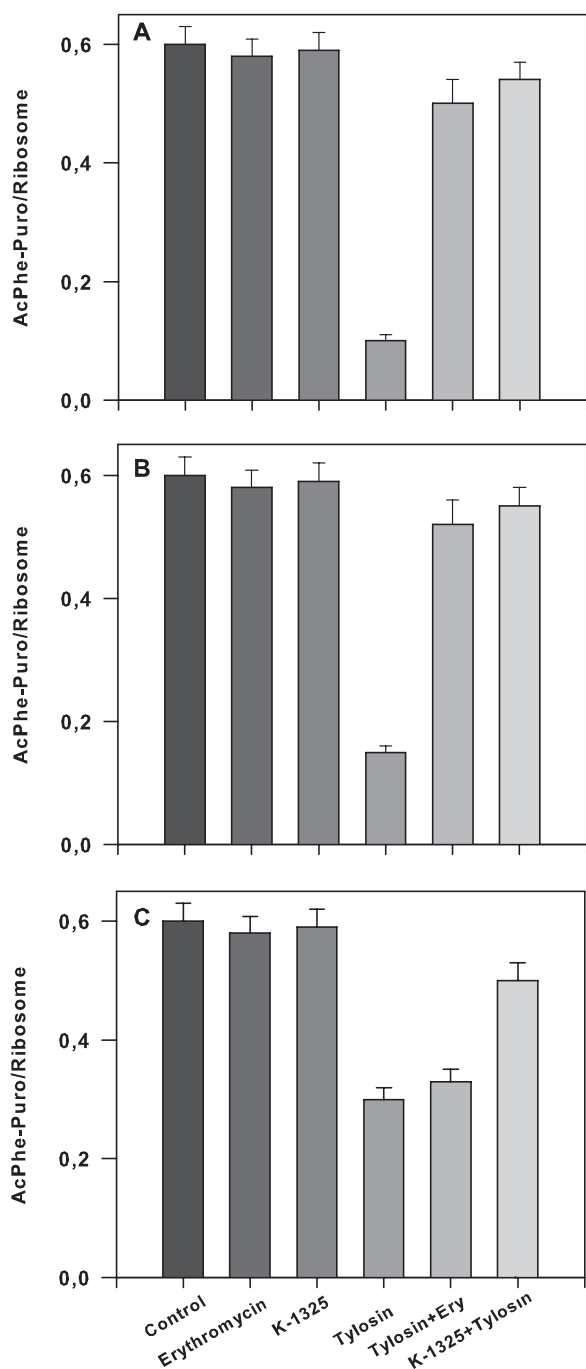 A
0,6
0,4
0,2
0,0
AcPhe-Puro/Ribosome
B
0,6
0,4
0,2
0,0
AcPhe-Puro/Ribosome
C
0,6
0,4
0,2
0,0
AcPhe-Puro/Ribosome
Control
Erythromycin
K-1325
Tylosin
Tylosin+Ery
K-1325+Tylosin